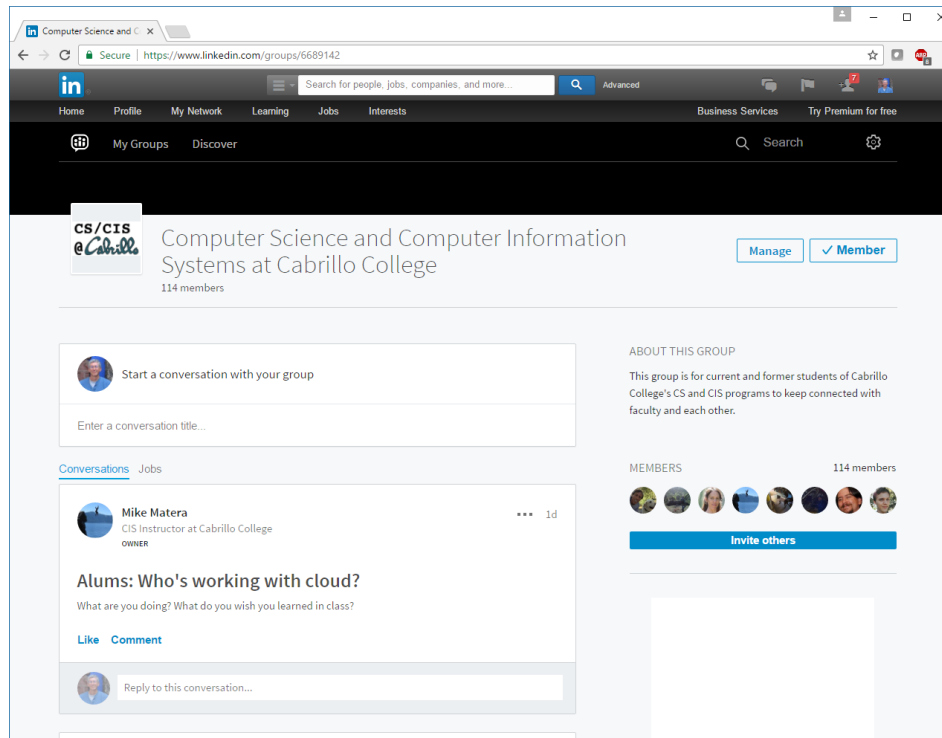 Computer Science and C
Secure | https://www.linkedin.com/groups/6689142
ABP
6
in
Search for people, jobs, companies, and more...
Advanced
7
Home Profile My Network Learning Jobs Interests
Business Services Try Premium for free
My Groups Discover
Search
CS/CIS
@Cabrillo
Computer Science and Computer Information
Systems at Cabrillo College
114 members
Manage
Member
Start a conversation with your group
Enter a conversation title...
Conversations Jobs
Mike Matera
CIS Instructor at Cabrillo College
OWNER
1d
Alums: Who's working with cloud?
What are you doing? What do you wish you learned in class?
Like Comment
Reply to this conversation...
ABOUT THIS GROUP
This group is for current and former students of Cabrillo
College's CS and CIS programs to keep connected with
faculty and each other.
MEMBERS 114 members
Invite others